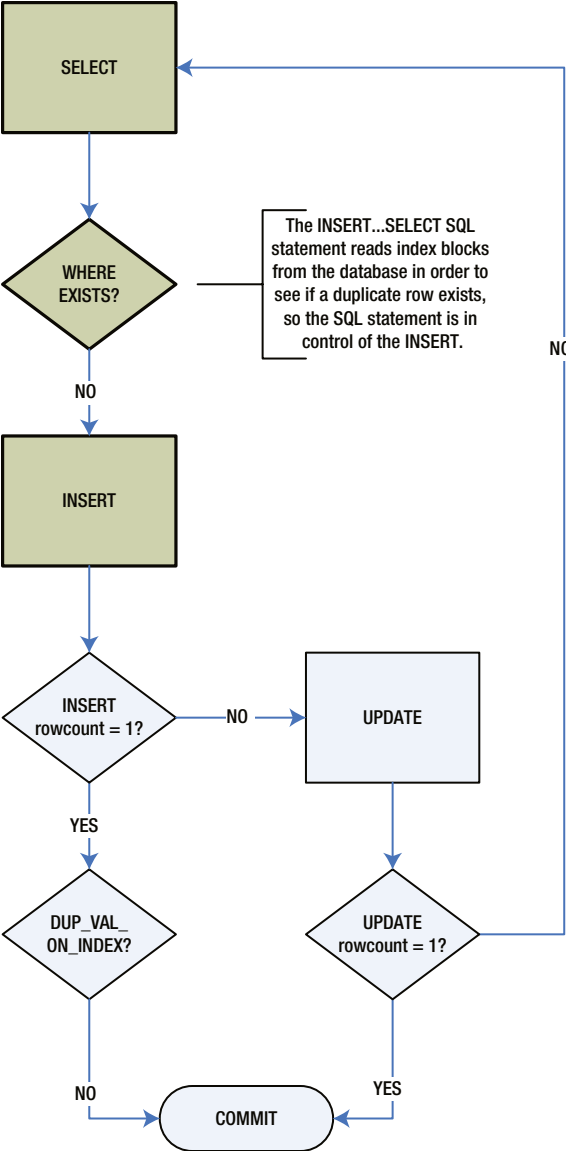 SELECT
WHERE
EXISTS?
The INSERT...SELECT SQL
statement reads index blocks
from the database in order to
see if a duplicate row exists,
so the SQL statement is in
control of the INSERT.
NO
NO
INSERT
INSERT
rowcount = 1?
NO
UPDATE
YES
DUP_VAL_
ON_INDEX?
UPDATE
rowcount = 1?
NO
YES
COMMIT